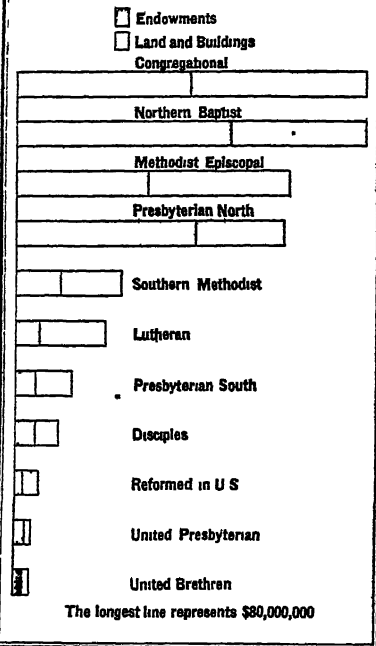 Endowments
Land and Buildings
Congregational
Northern Baptist
Methodist Episcopal
Presbyterian North
Southern Methodist
Lutheran
Presbyterian South
Disciples
Reformed in U S
United Presbyterian
United Brethren
The longest line represents $80,000,000